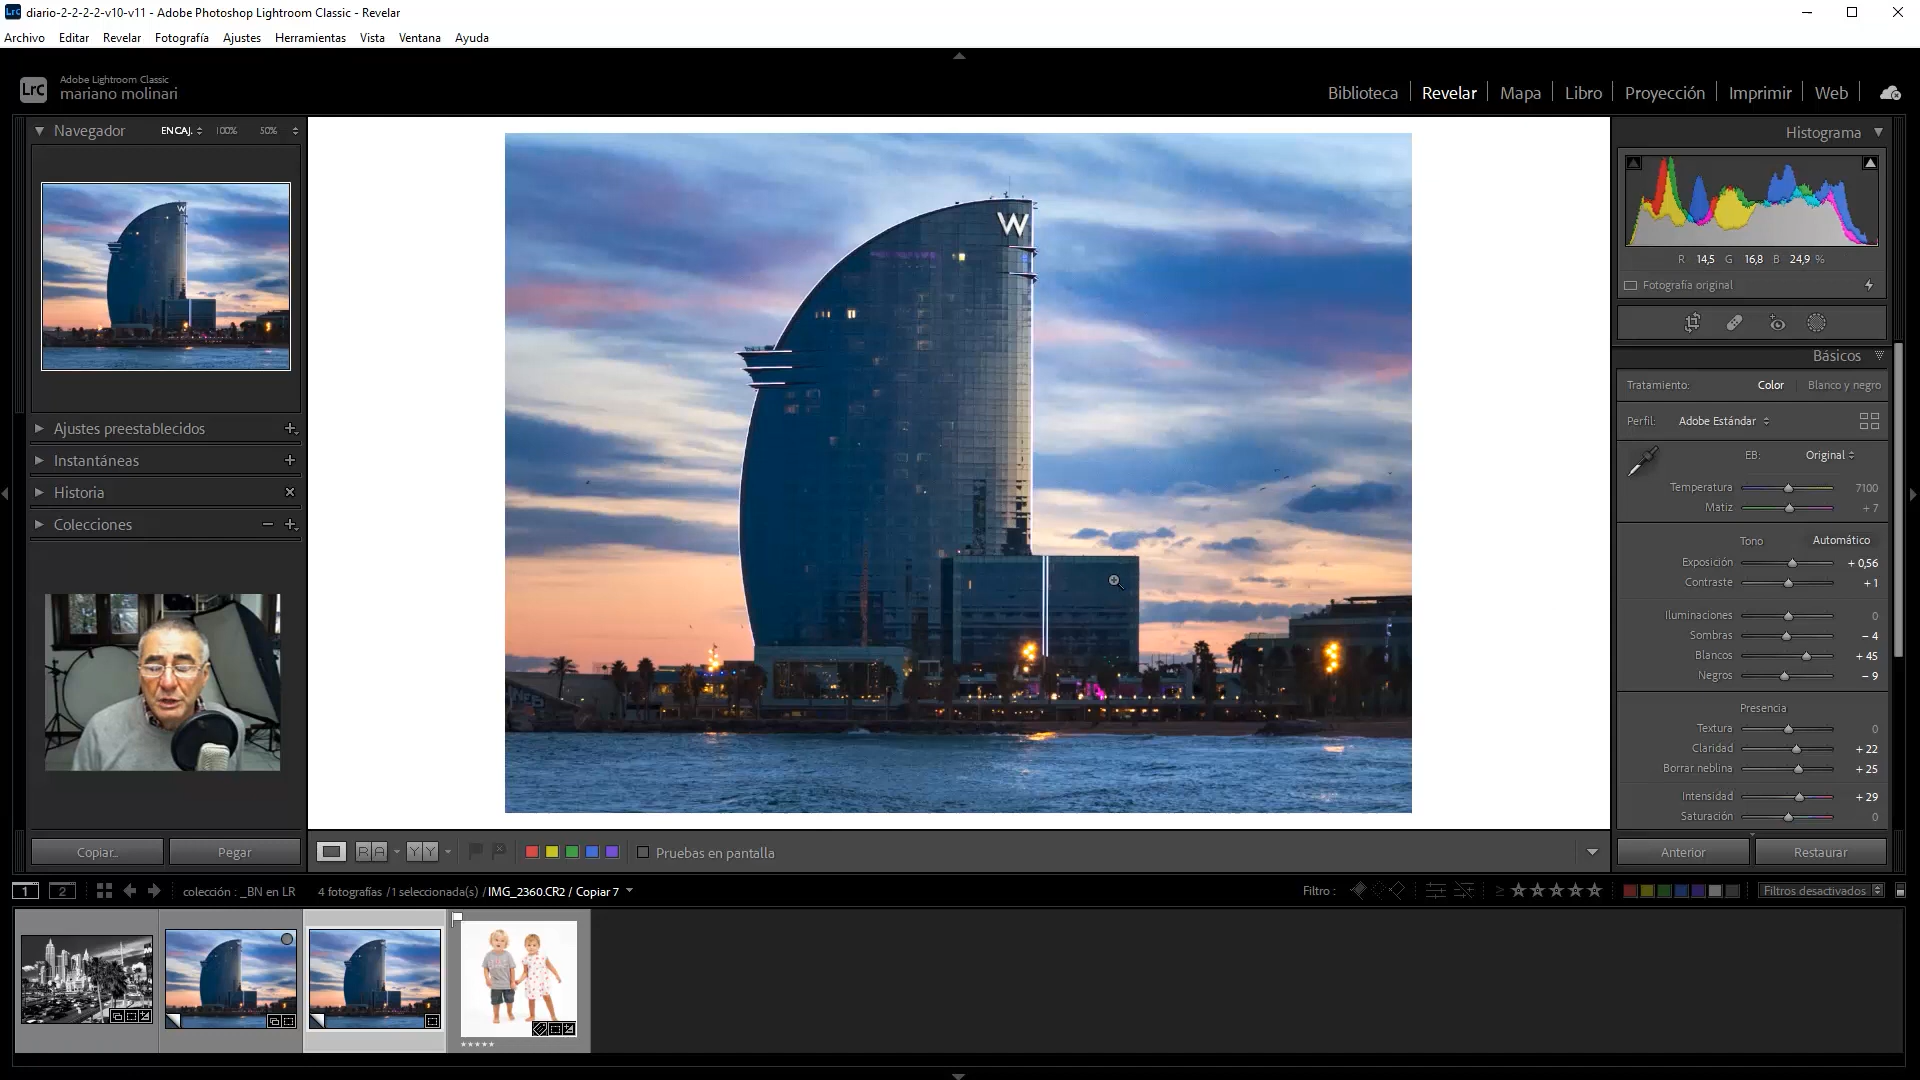 diario-2-2-2-2-v10-v11 - Adobe Photoshop Lightroom Classic - Revelar
Archivo Editar Revelar Fotografía Ajustes Herramientas Vista Ventana Ayuda
LrC
Adobe Lightroom Classic
mariano molinari
Biblioteca Revelar Mapa Libro Proyección Imprimir Web
Navegador ENCAJ. 100% 50%
Ajustes preestablecidos
Instantáneas
Historia
Colecciones
Copiar... Pegar
W
Histograma
R 14,5 G 16,8 B 24,9 %
Fotografía original
Básicos
Tratamiento: Color Blanco y negro
Perfil: Adobe Estándar
EB: Original
Temperatura 7100
Matiz + 7
Tono Automático
Exposición + 0,56
Contraste + 1
Iluminaciones 0
Sombras − 4
Blancos + 45
Negros − 9
Presencia
Textura 0
Claridad + 22
Borrar neblina + 25
Intensidad + 29
Saturación 0
Anterior Restaurar
R A Y Y Pruebas en pantalla
1 2 colección : _BN en LR 4 fotografías /1 seleccionada(s) /IMG_2360.CR2 / Copiar 7
Filtro : ≥ Filtros desactivados